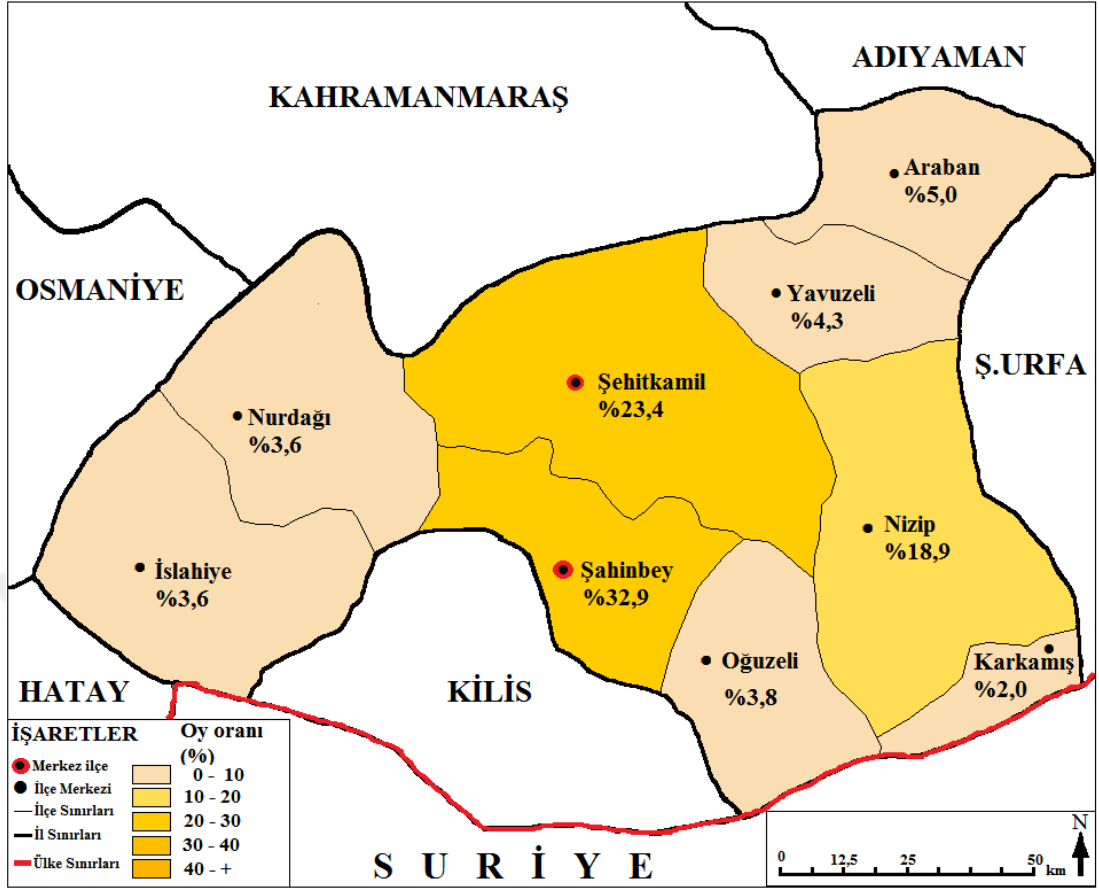 ADIYAMAN
KAHRAMANMARAŞ
Araban
%5,0
OSMANİYE
Yavuzeli
%4,3
Ş.URFA
Şehitkamil
%23,4
Nurdağı
%3,6
Nizip
%18,9
İslahiye
%3,6
Şahinbey
%32,9
Oğuzeli
%3,8
Karkamış
%2,0
HATAY
KİLİS
İŞARETLER
Merkez ilçe
İlçe Merkezi
İlçe Sınırları
İl Sınırları
Ülke Sınırları
Oy oranı
(%)
0 - 10
10 - 20
20 - 30
30 - 40
40 - +
SURİYE
N
0 12,5 25 50 km